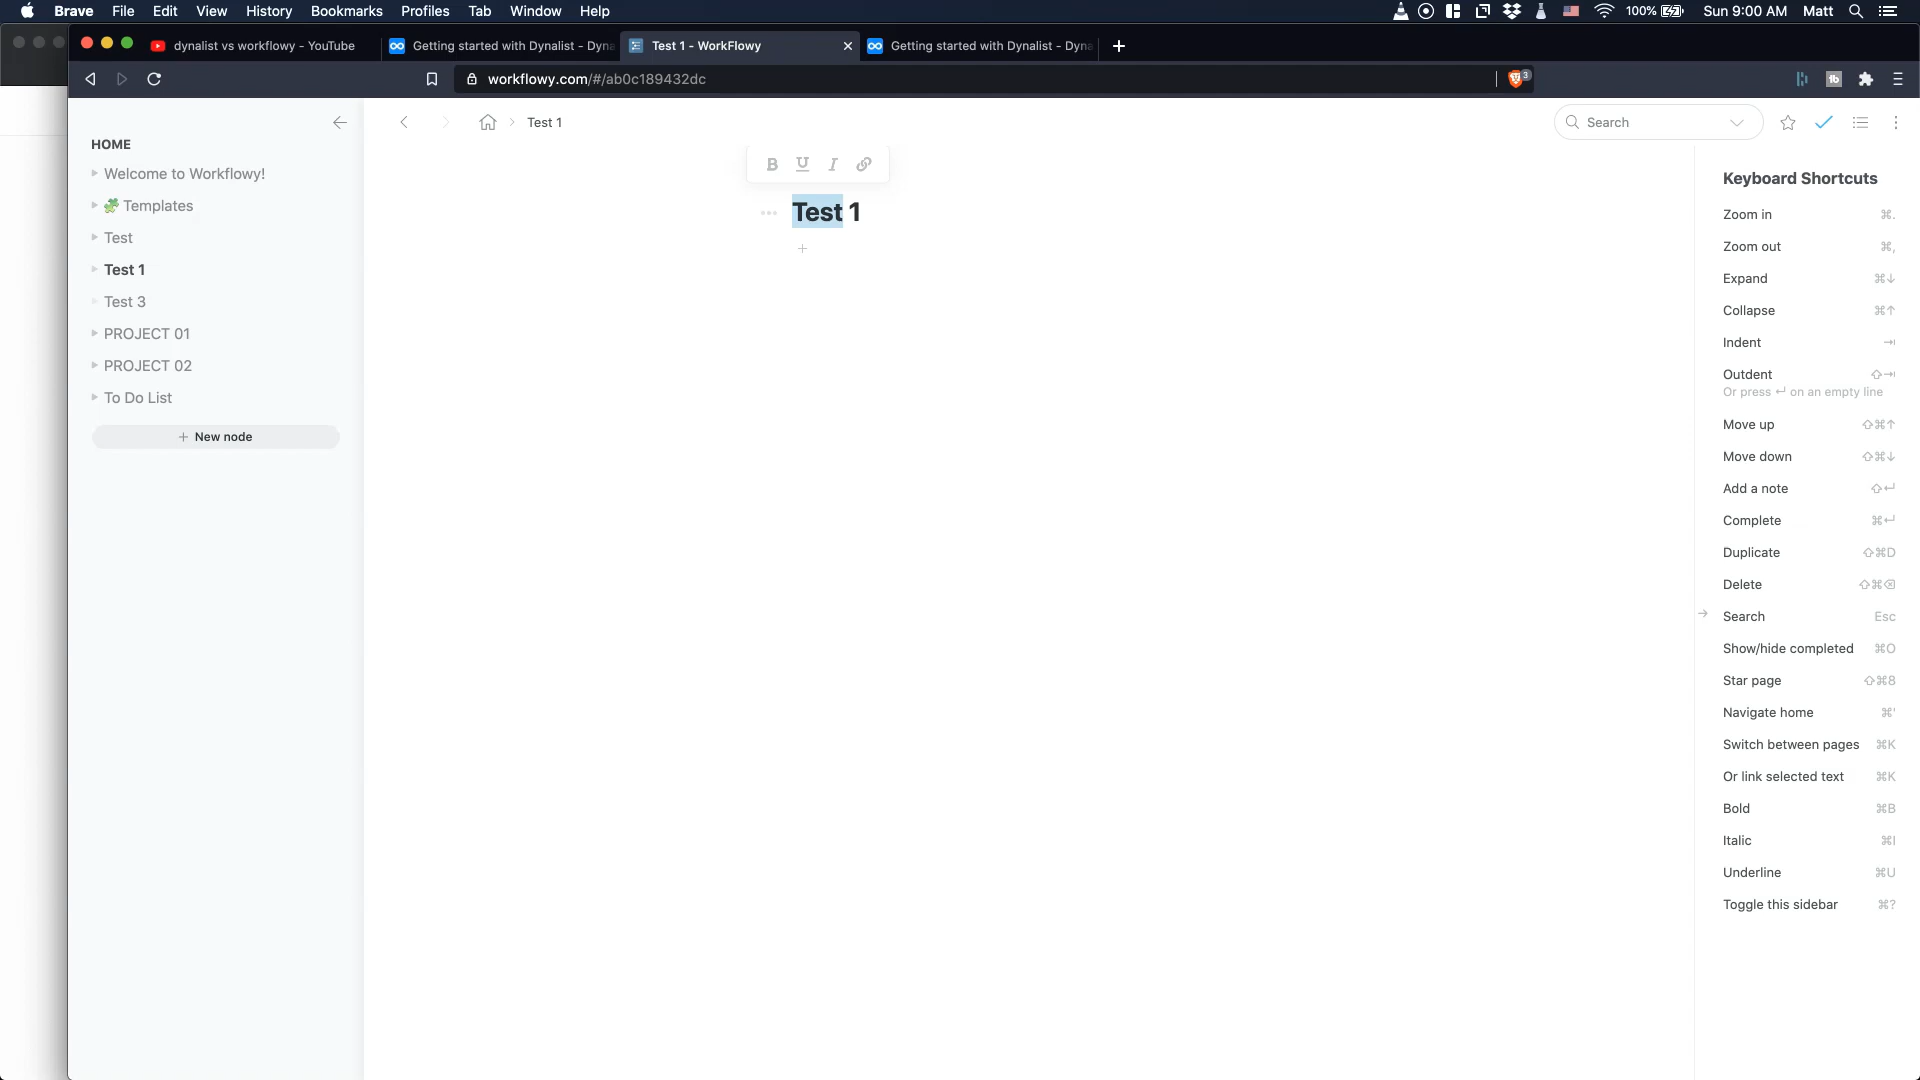 Brave File Edit View History Bookmarks Profiles Tab Window Help 100% Sun 9:00 AM Matt
dynalist vs workflowy - YouTube
Getting started with Dynalist - Dyna
Test 1 - WorkFlowy
Getting started with Dynalist - Dyna
workflowy.com/#/ab0c189432dc
3
tb
HOME
Welcome to Workflowy!
Templates
Test
Test 1
Test 3
PROJECT 01
PROJECT 02
To Do List
+ New node
Test 1
Search
B U I
Test 1
+
Keyboard Shortcuts
Zoom in ⌘.
Zoom out ⌘,
Expand ⌘↓
Collapse ⌘↑
Indent ⇥
Outdent ⇧⇥
Or press ↵ on an empty line
Move up ⇧⌘↑
Move down ⇧⌘↓
Add a note ⇧↵
Complete ⌘↵
Duplicate ⇧⌘D
Delete ⇧⌘⌫
Search Esc
Show/hide completed ⌘O
Star page ⇧⌘8
Navigate home ⌘'
Switch between pages ⌘K
Or link selected text ⌘K
Bold ⌘B
Italic ⌘I
Underline ⌘U
Toggle this sidebar ⌘?